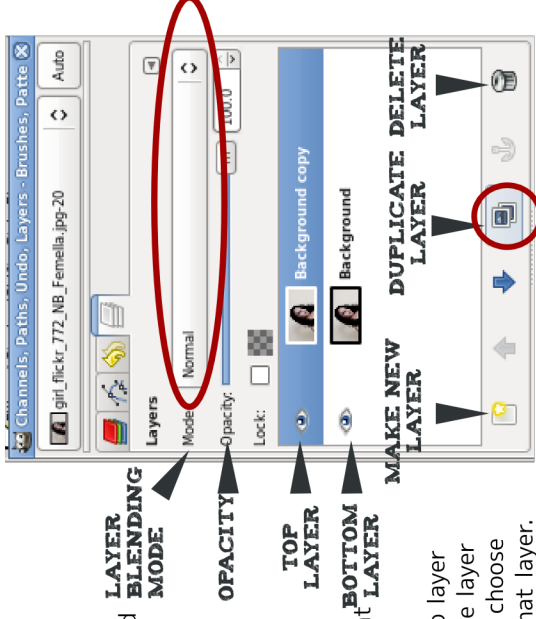 Channels, Paths, Undo, Layers - Brushes, Patte
girl_flickr_772_NB_Femella.jpg-20
Auto
Layers
Mode:
Normal
Opacity:
100.0
Lock:
Background copy
Background
LAYER
BLENDING
MODE
OPACITY
TOP
LAYER
BOTTOM
LAYER
MAKE NEW
LAYER
DUPLICATE
LAYER
DELETE
LAYER
layer
layer
choose
hat layer.